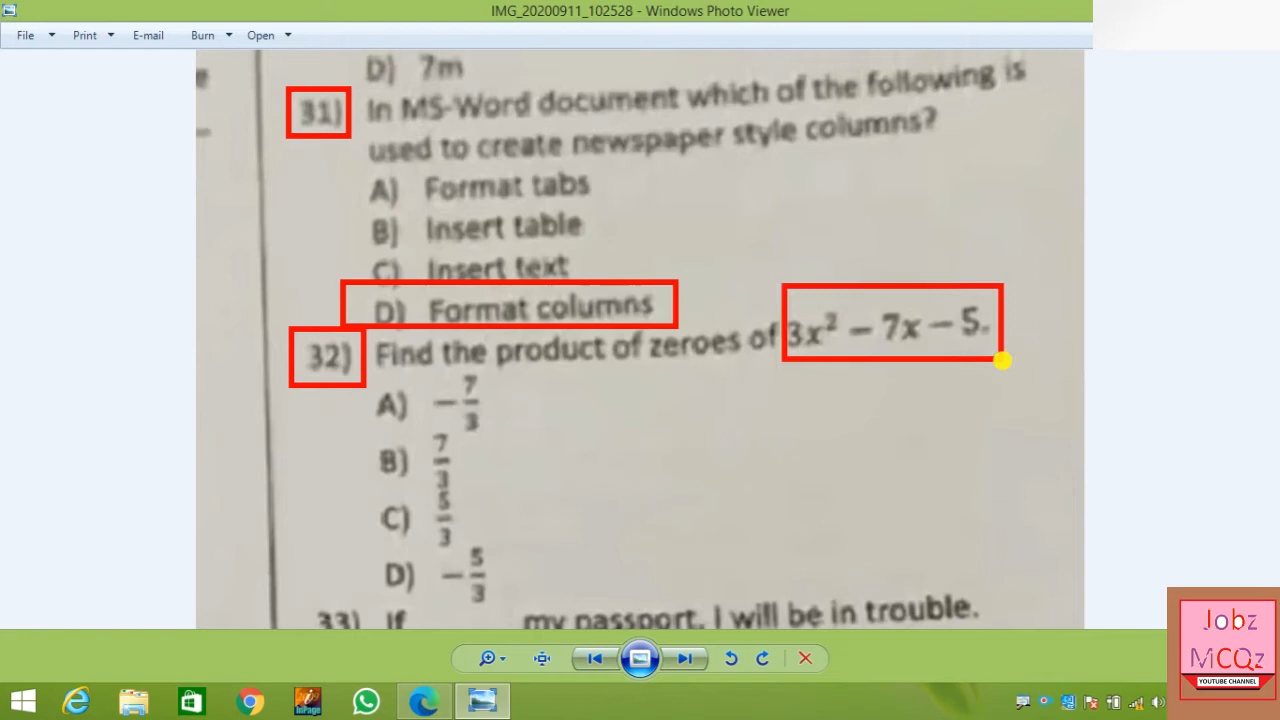 IMG_20200911_102528 - Windows Photo Viewer
File Print E-mail Burn Open
D) 7m
31) In MS-Word document which of the following is
used to create newspaper style columns?
A) Format tabs
B) Insert table
C) Insert text
D) Format columns
32) Find the product of zeroes of 3x² − 7x − 5.
A) −7/3
B) 7/3
C) 5/3
D) −5/3
33) If my passport, I will be in trouble.
Jobz
MCQz
YOUTUBE CHANNEL
InPage